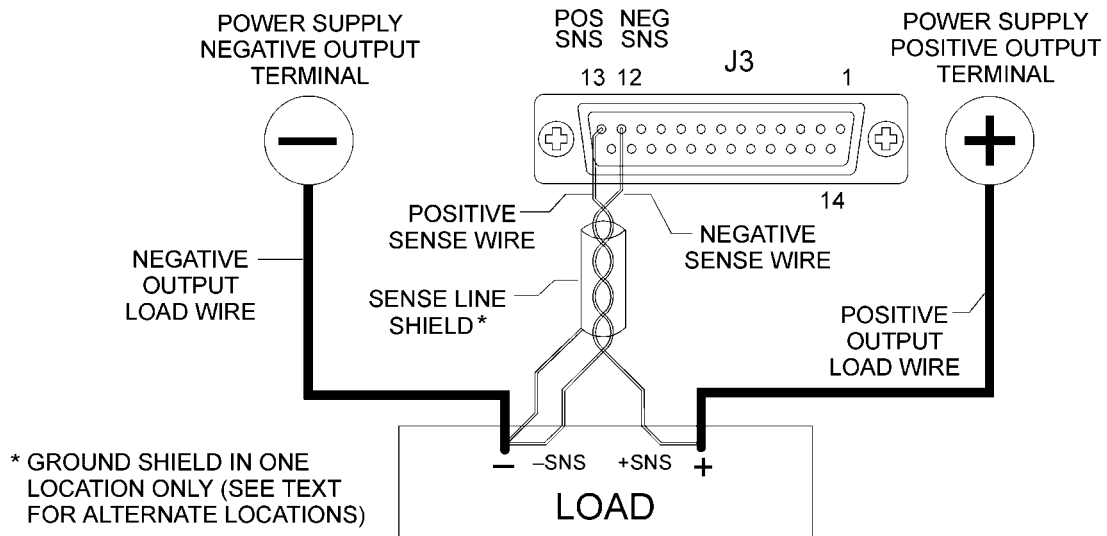 POWER SUPPLY
NEGATIVE OUTPUT
TERMINAL
POS NEG
SNS SNS
J3
13 12
1
14
POWER SUPPLY
POSITIVE OUTPUT
TERMINAL
POSITIVE
SENSE WIRE
NEGATIVE
SENSE WIRE
NEGATIVE
OUTPUT
LOAD WIRE
SENSE LINE
SHIELD*
POSITIVE
OUTPUT
LOAD WIRE
– –SNS +SNS +
LOAD
* GROUND SHIELD IN ONE
LOCATION ONLY (SEE TEXT
FOR ALTERNATE LOCATIONS)